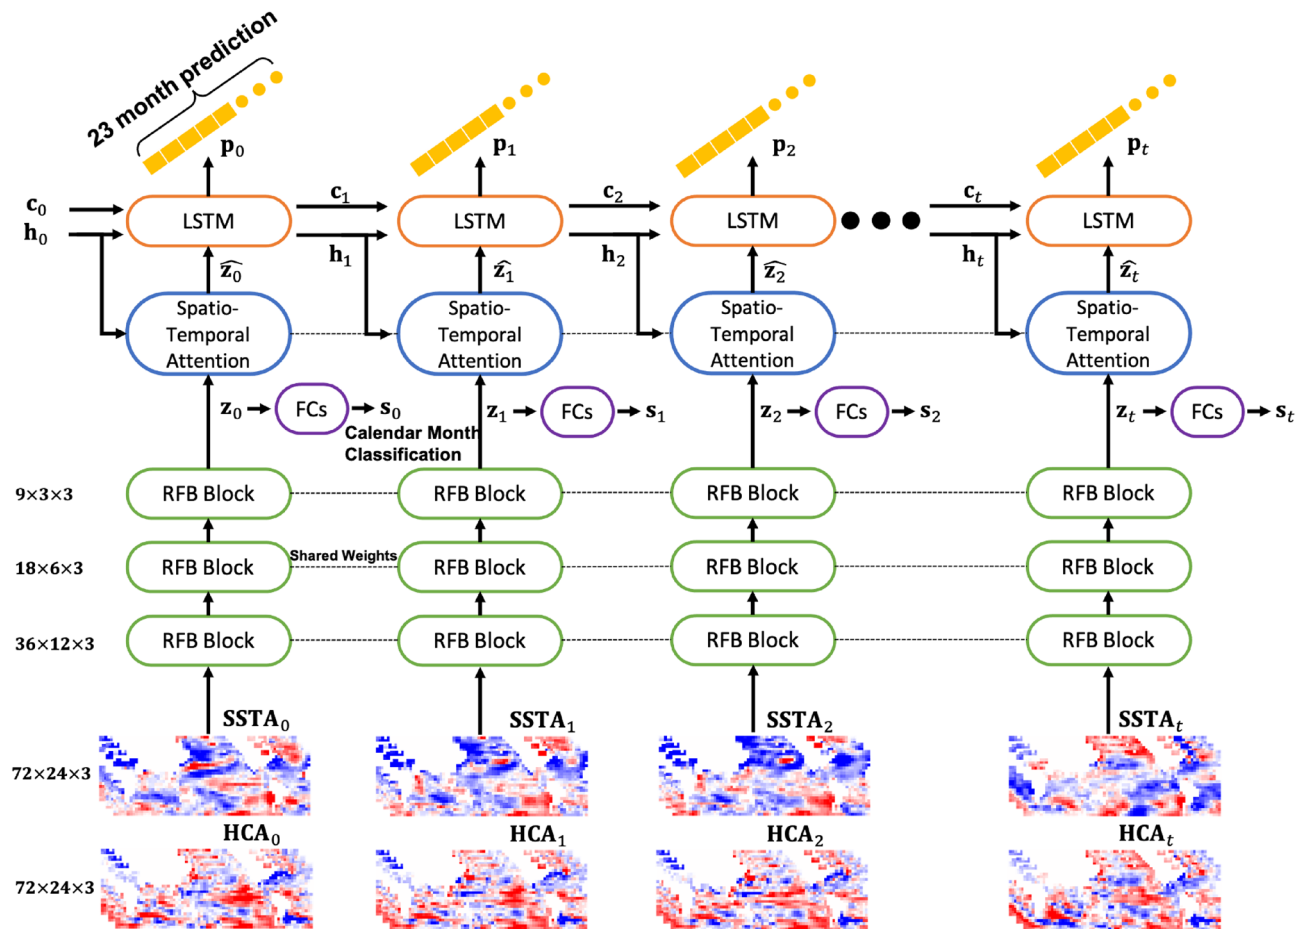 23 month prediction
p₀
p₁
p₂
pₜ
c₀
c₁
c₂
cₜ
LSTM
LSTM
LSTM
LSTM
h₀
h₁
h₂
hₜ
ẑ₀
ẑ₁
ẑ₂
ẑₜ
Spatio-
Temporal
Attention
Spatio-
Temporal
Attention
Spatio-
Temporal
Attention
Spatio-
Temporal
Attention
z₀
FCs
s₀
z₁
FCs
s₁
z₂
FCs
s₂
zₜ
FCs
sₜ
Calendar Month
Classification
9×3×3
RFB Block
RFB Block
RFB Block
RFB Block
18×6×3
RFB Block
Shared Weights
RFB Block
RFB Block
RFB Block
36×12×3
RFB Block
RFB Block
RFB Block
RFB Block
SSTA₀
SSTA₁
SSTA₂
SSTAₜ
72×24×3
HCA₀
HCA₁
HCA₂
HCAₜ
72×24×3